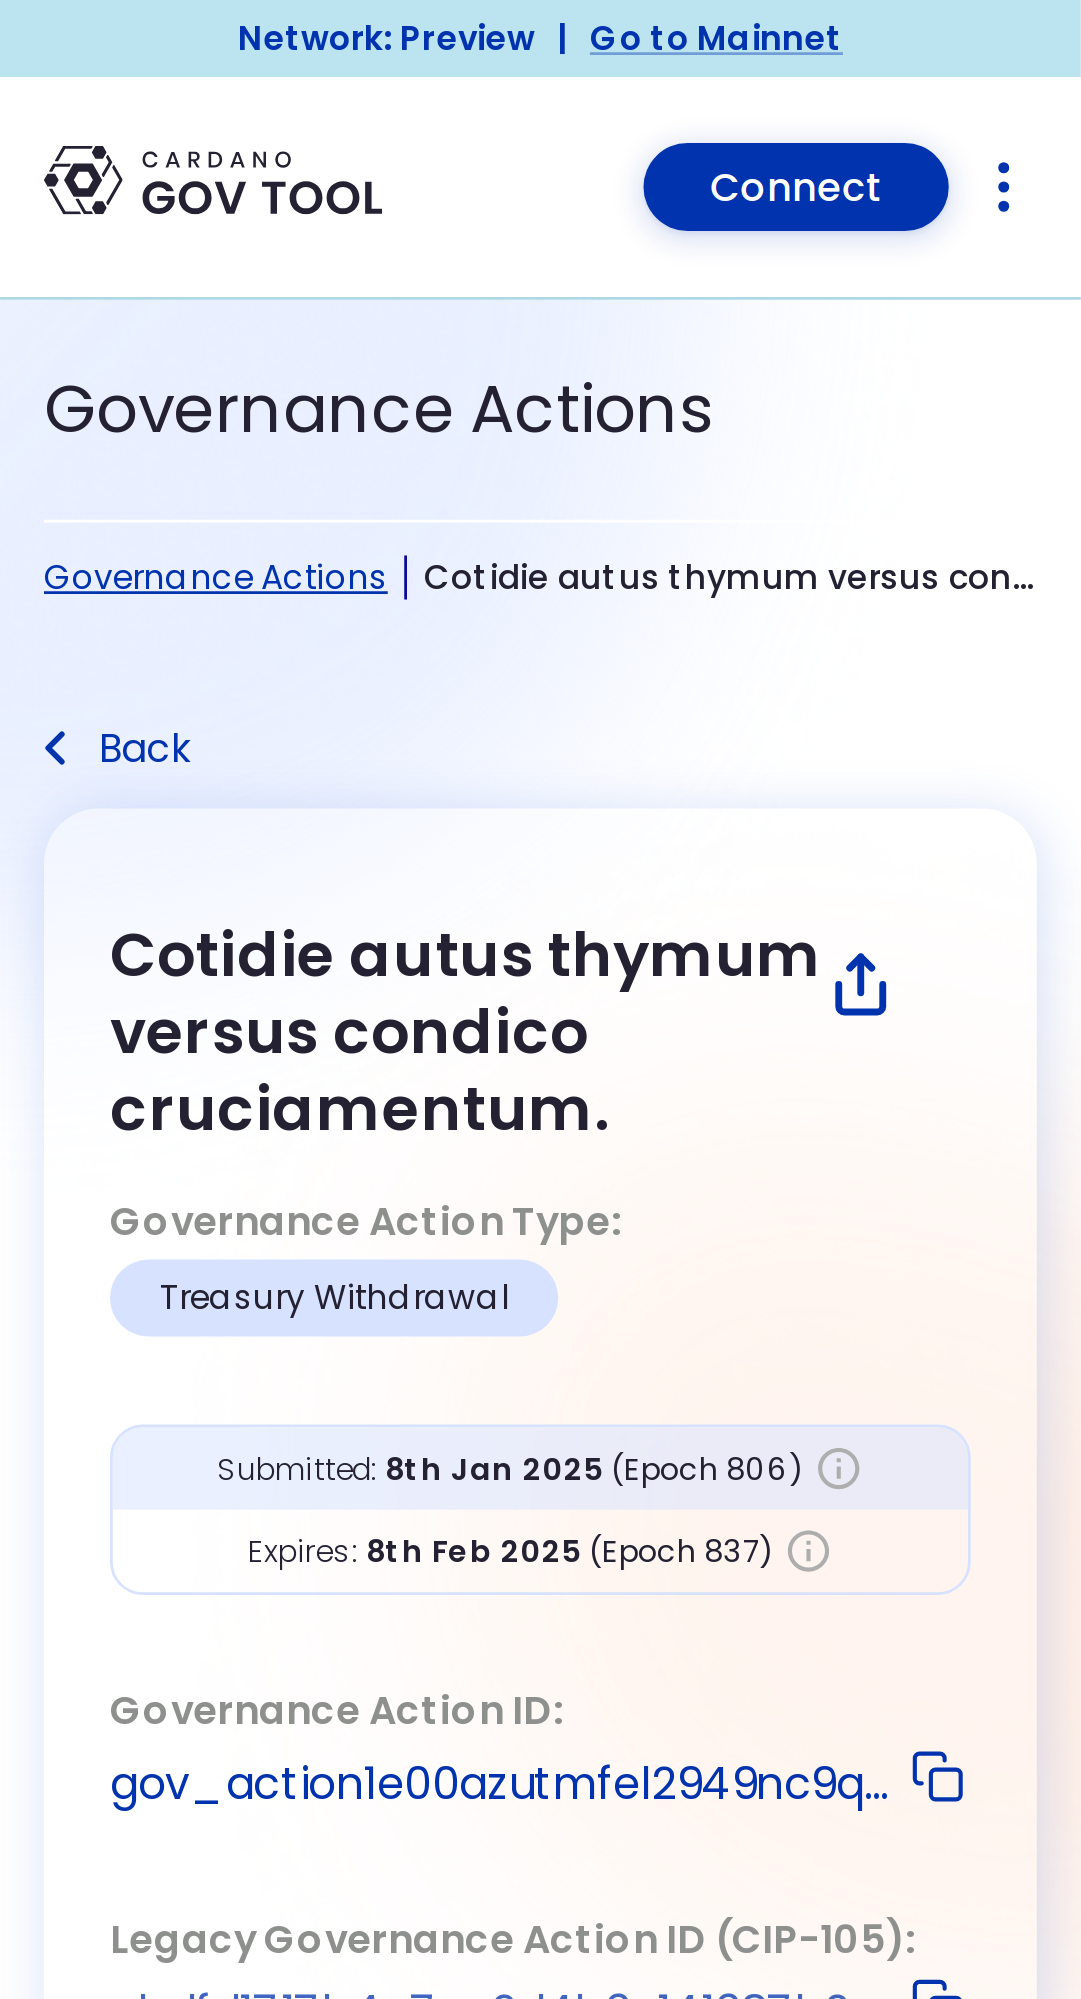 Network: Preview | Go to Mainnet
CARDANO
GOV TOOL
Connect
Governance Actions
Governance Actions | Cotidie autus thymum versus con...
Back
Cotidie autus thymum
versus condico
cruciamentum.
Governance Action Type:
Treasury Withdrawal
Submitted: 8th Jan 2025 (Epoch 806)
Expires: 8th Feb 2025 (Epoch 837)
Governance Action ID:
gov_action1e00azutmfel2949nc9q...
Legacy Governance Action ID (CIP-105):